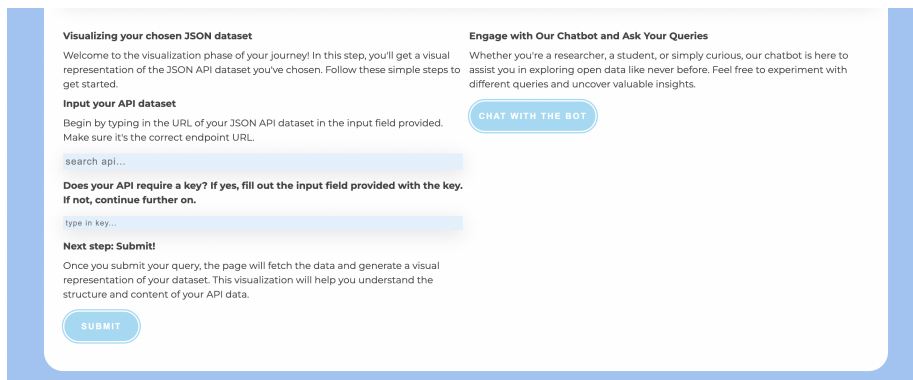 Visualizing your chosen JSON dataset
Welcome to the visualization phase of your journey! In this step, you'll get a visual
representation of the JSON API dataset you've chosen. Follow these simple steps to
get started.
Input your API dataset
Begin by typing in the URL of your JSON API dataset in the input field provided.
Make sure it's the correct endpoint URL.
search api...
Does your API require a key? If yes, fill out the input field provided with the key.
If not, continue further on.
type in key...
Next step: Submit!
Once you submit your query, the page will fetch the data and generate a visual
representation of your dataset. This visualization will help you understand the
structure and content of your API data.
SUBMIT
Engage with Our Chatbot and Ask Your Queries
Whether you're a researcher, a student, or simply curious, our chatbot is here to
assist you in exploring open data like never before. Feel free to experiment with
different queries and uncover valuable insights.
CHAT WITH THE BOT